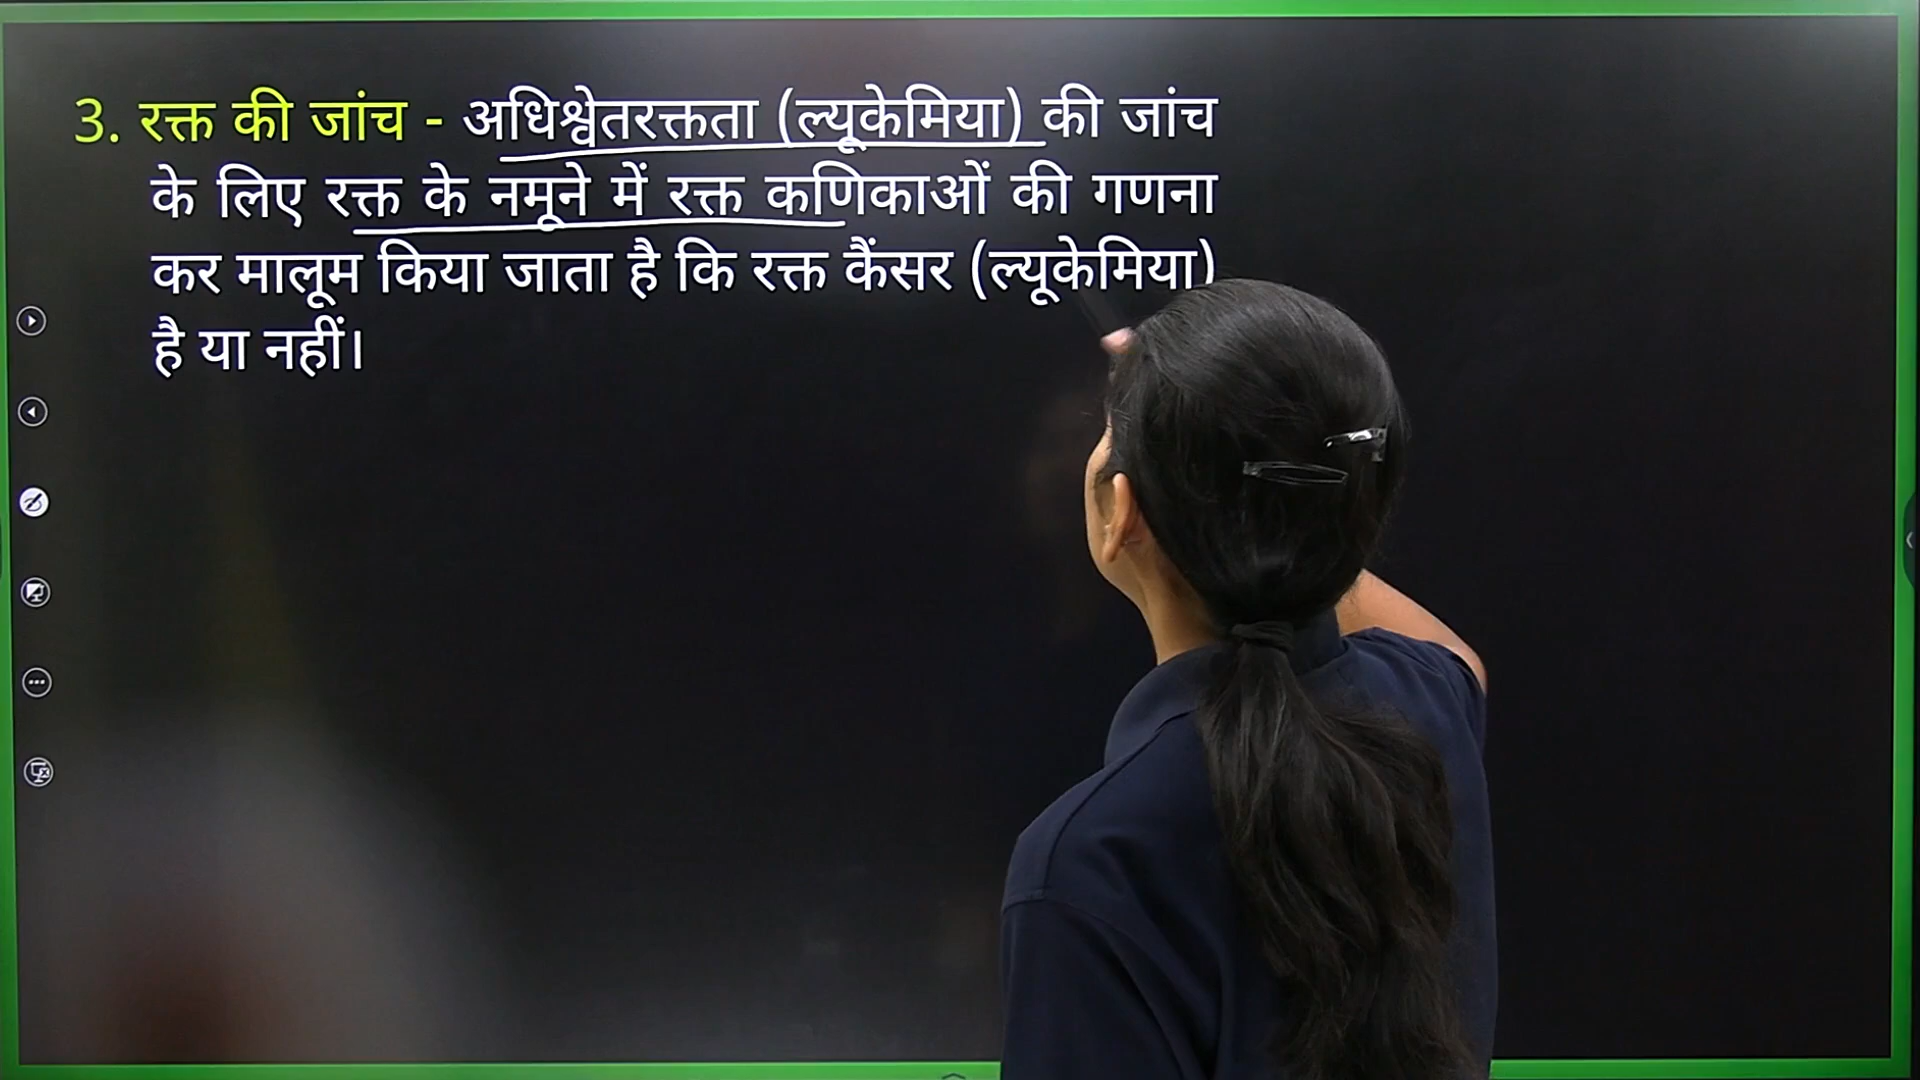 3. रक्त की जांच - अधिश्वेतरक्तता (ल्यूकेमिया) की जांच
के लिए रक्त के नमूने में रक्त कणिकाओं की गणना
कर मालूम किया जाता है कि रक्त कैंसर (ल्यूकेमिया)
है या नहीं।